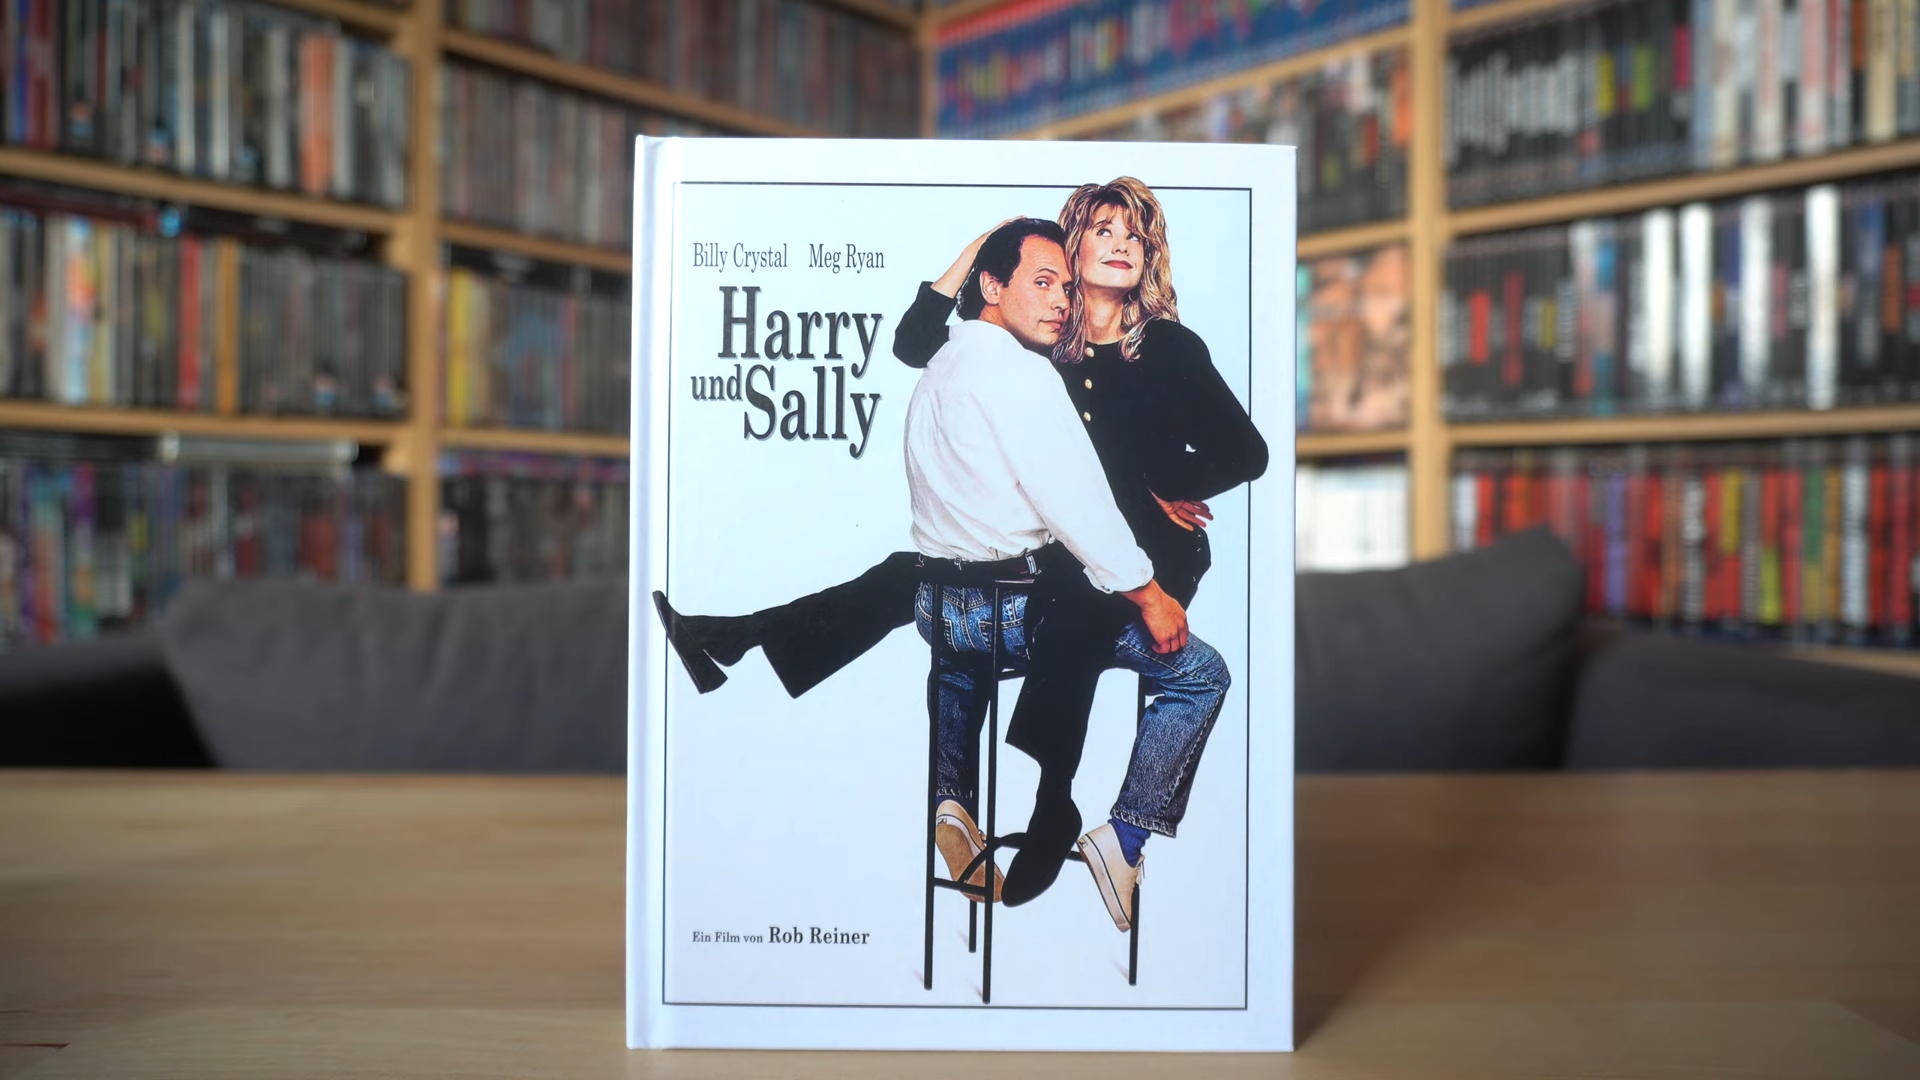 Billy Crystal Meg Ryan
Harry
und Sally
Ein Film von Rob Reiner